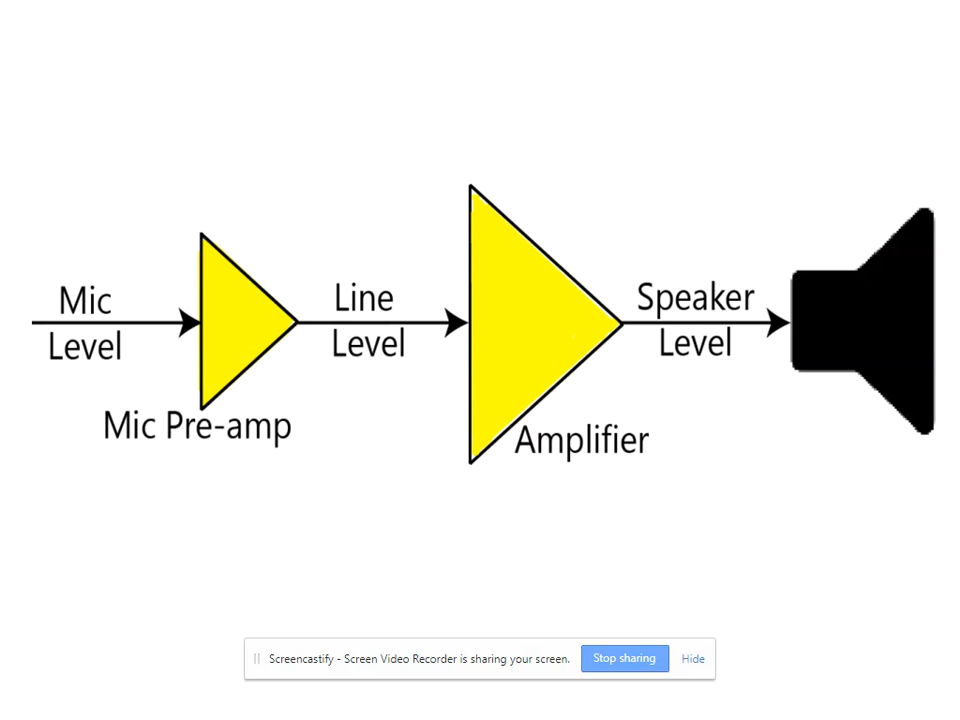 Mic
Level
Line
Level
Speaker
Level
Mic Pre-amp
Amplifier
Screencastify - Screen Video Recorder is sharing your screen.
Stop sharing
Hide